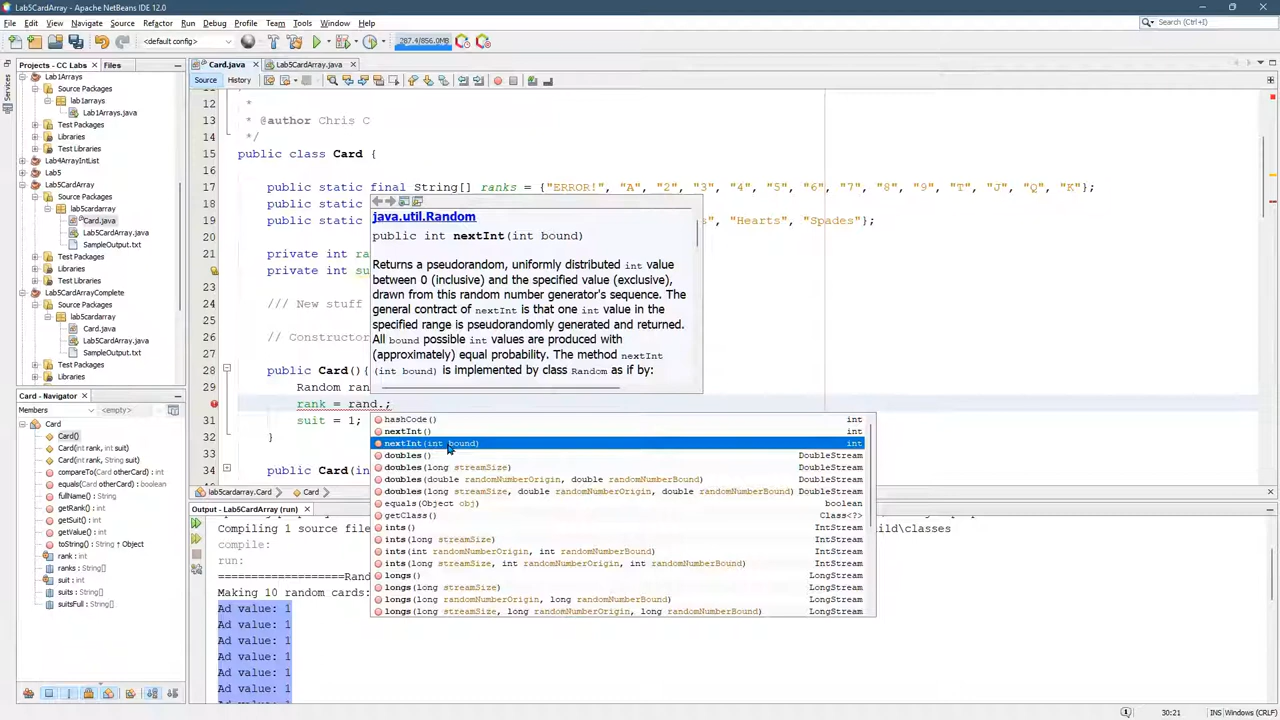 Lab5CardArray - Apache NetBeans IDE 12.0
File Edit View Navigate Source Refactor Run Debug Profile Team Tools Window Help
Search (Ctrl+I)
<default config>
287.4/856.0MB
Projects - CC Labs
Files
Services
Lab1Arrays
Source Packages
lab1arrays
Lab1Arrays.java
Test Packages
Libraries
Test Libraries
Lab4ArrayIntList
Lab5
Lab5CardArray
Source Packages
lab5cardarray
Card.java
Lab5CardArray.java
SampleOutput.txt
Test Packages
Libraries
Test Libraries
Lab5CardArrayComplete
Source Packages
lab5cardarray
Card.java
Lab5CardArray.java
SampleOutput.txt
Test Packages
Libraries
Card - Navigator
Members
<empty>
Card
Card()
Card(int rank, int suit)
compareTo(Card otherCard) : int
equals(Card otherCard) : boolean
fullName() : String
getRank() : int
getSuit() : int
getValue() : int
toString() : String ↑ Object
rank : int
ranks : String[]
suit : int
suits : String[]
suitsFull : String[]
Card.java
Lab5CardArray.java
Source
History
12 *
13 * @author Chris C
14 */
15 public class Card {
16
17 public static final String[] ranks = {"ERROR!", "A", "2", "3", "4", "5", "6", "7", "8", "9", "T", "J", "Q", "K"};
18 public static
19 public static s", "Hearts", "Spades"};
20
21 private int ra
private int su
23
24 /// New stuff
25
26 // Constructor
27
28 public Card(){
29 Random ran
rank = rand.;
31 suit = 1;
32 }
33
34 public Card(in
java.util.Random
public int nextInt(int bound)
Returns a pseudorandom, uniformly distributed int value
between 0 (inclusive) and the specified value (exclusive),
drawn from this random number generator's sequence. The
general contract of nextInt is that one int value in the
specified range is pseudorandomly generated and returned.
All bound possible int values are produced with
(approximately) equal probability. The method nextInt
(int bound) is implemented by class Random as if by:
hashCode() int
nextInt() int
nextInt(int bound) int
doubles() DoubleStream
doubles(long streamSize) DoubleStream
doubles(double randomNumberOrigin, double randomNumberBound) DoubleStream
doubles(long streamSize, double randomNumberOrigin, double randomNumberBound) DoubleStream
equals(Object obj) boolean
getClass() Class<?>
ints() IntStream
ints(long streamSize) IntStream
ints(int randomNumberOrigin, int randomNumberBound) IntStream
ints(long streamSize, int randomNumberOrigin, int randomNumberBound) IntStream
longs() LongStream
longs(long streamSize) LongStream
longs(long randomNumberOrigin, long randomNumberBound) LongStream
longs(long streamSize, long randomNumberOrigin, long randomNumberBound) LongStream
lab5cardarray.Card
Card
Output - Lab5CardArray (run)
Compiling 1 source file
ild\classes
compile:
run:
====================Rand
Making 10 random cards:
Ad value: 1
Ad value: 1
Ad value: 1
Ad value: 1
Ad value: 1
Ad value: 1
30:21
INS
Windows (CRLF)